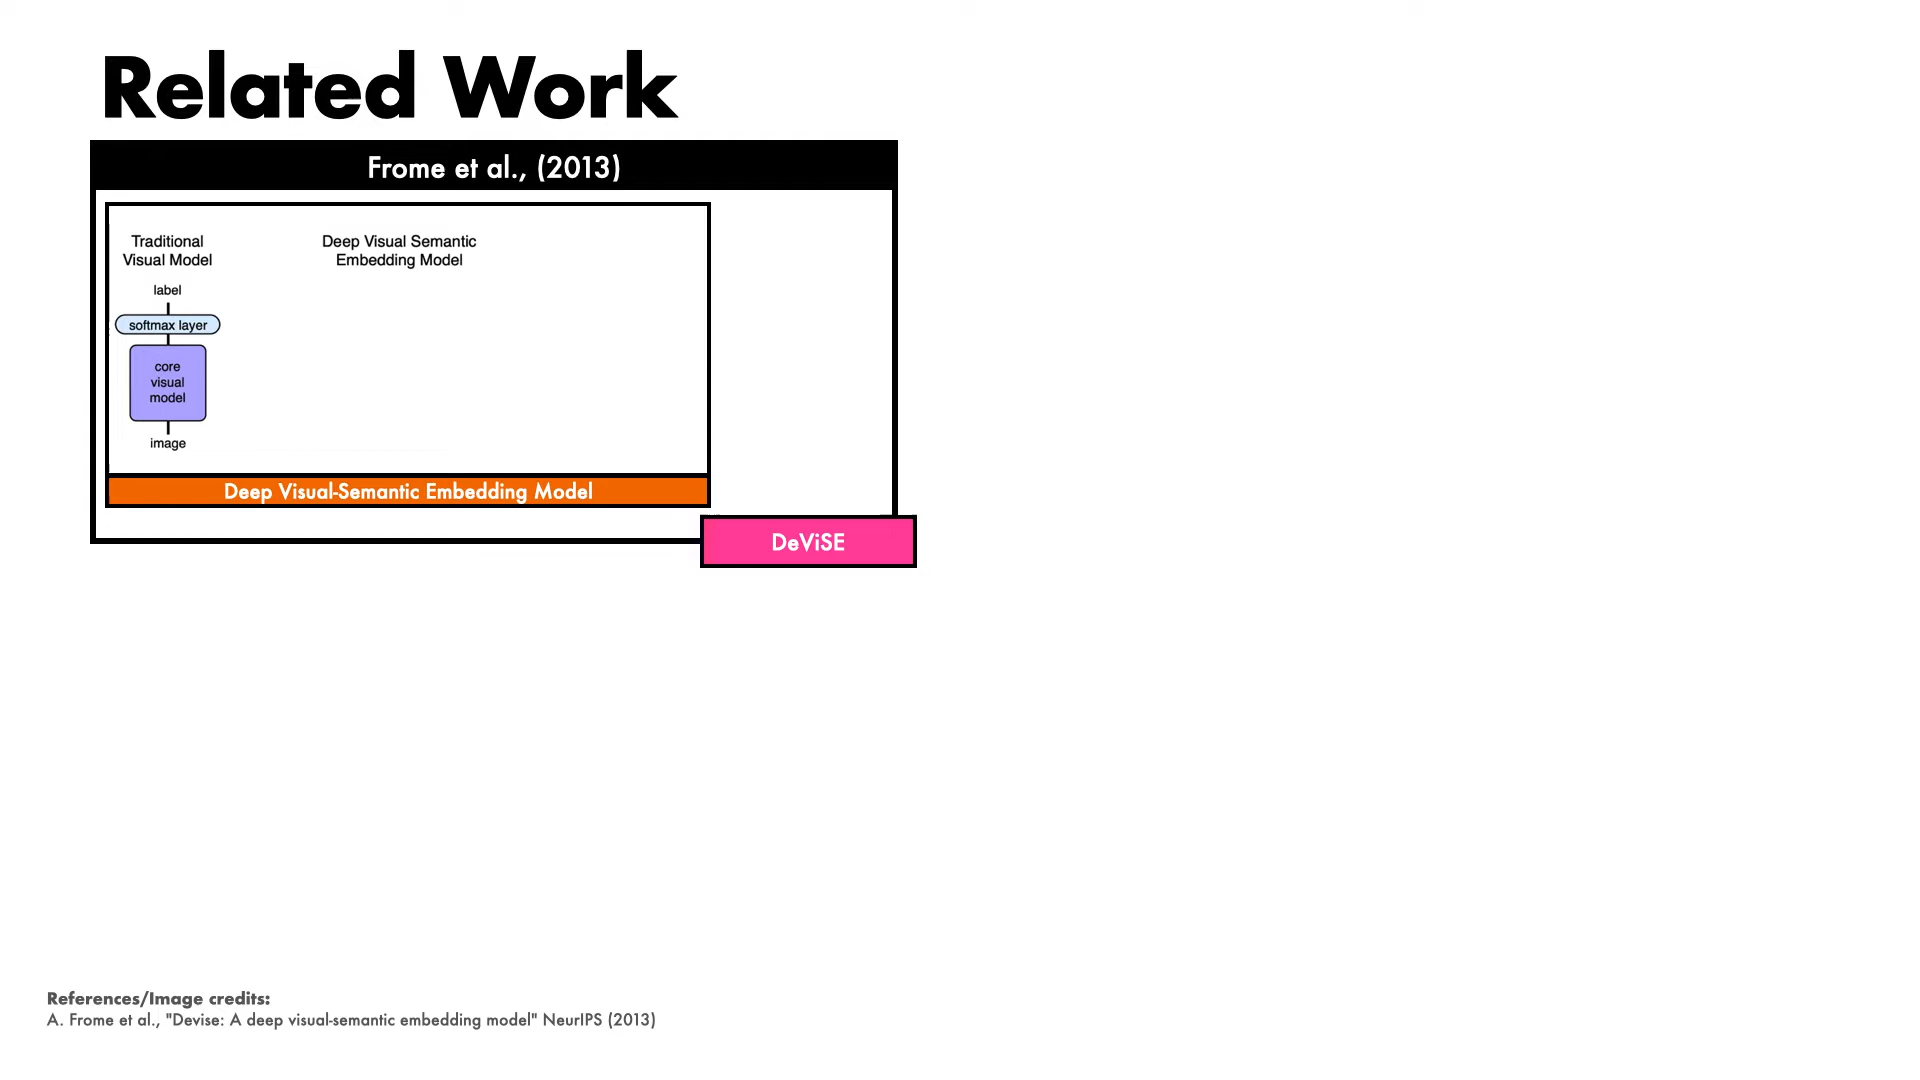 Related Work
Frome et al., (2013)
Traditional
Visual Model
label
softmax layer
core
visual
model
image
Deep Visual Semantic
Embedding Model
Deep Visual-Semantic Embedding Model
DeViSE
References/Image credits:
A. Frome et al., "Devise: A deep visual-semantic embedding model" NeurIPS (2013)